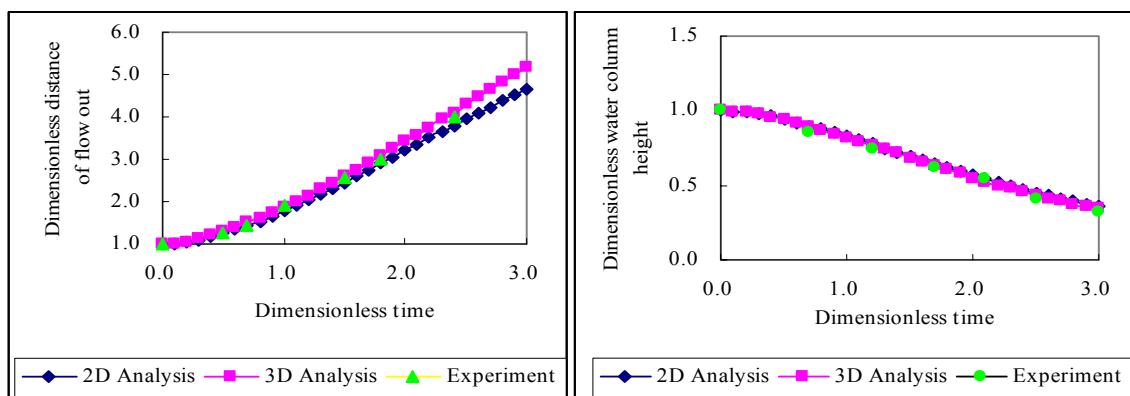 Dimensionless distance
of flow out
6.0
5.0
4.0
3.0
2.0
1.0
0.0
1.0
2.0
3.0
Dimensionless time
2D Analysis
3D Analysis
Experiment
Dimensionless water column
height
1.5
1.0
0.5
0.0
0.0
1.0
2.0
3.0
Dimensionless time
2D Analysis
3D Analysis
Experiment